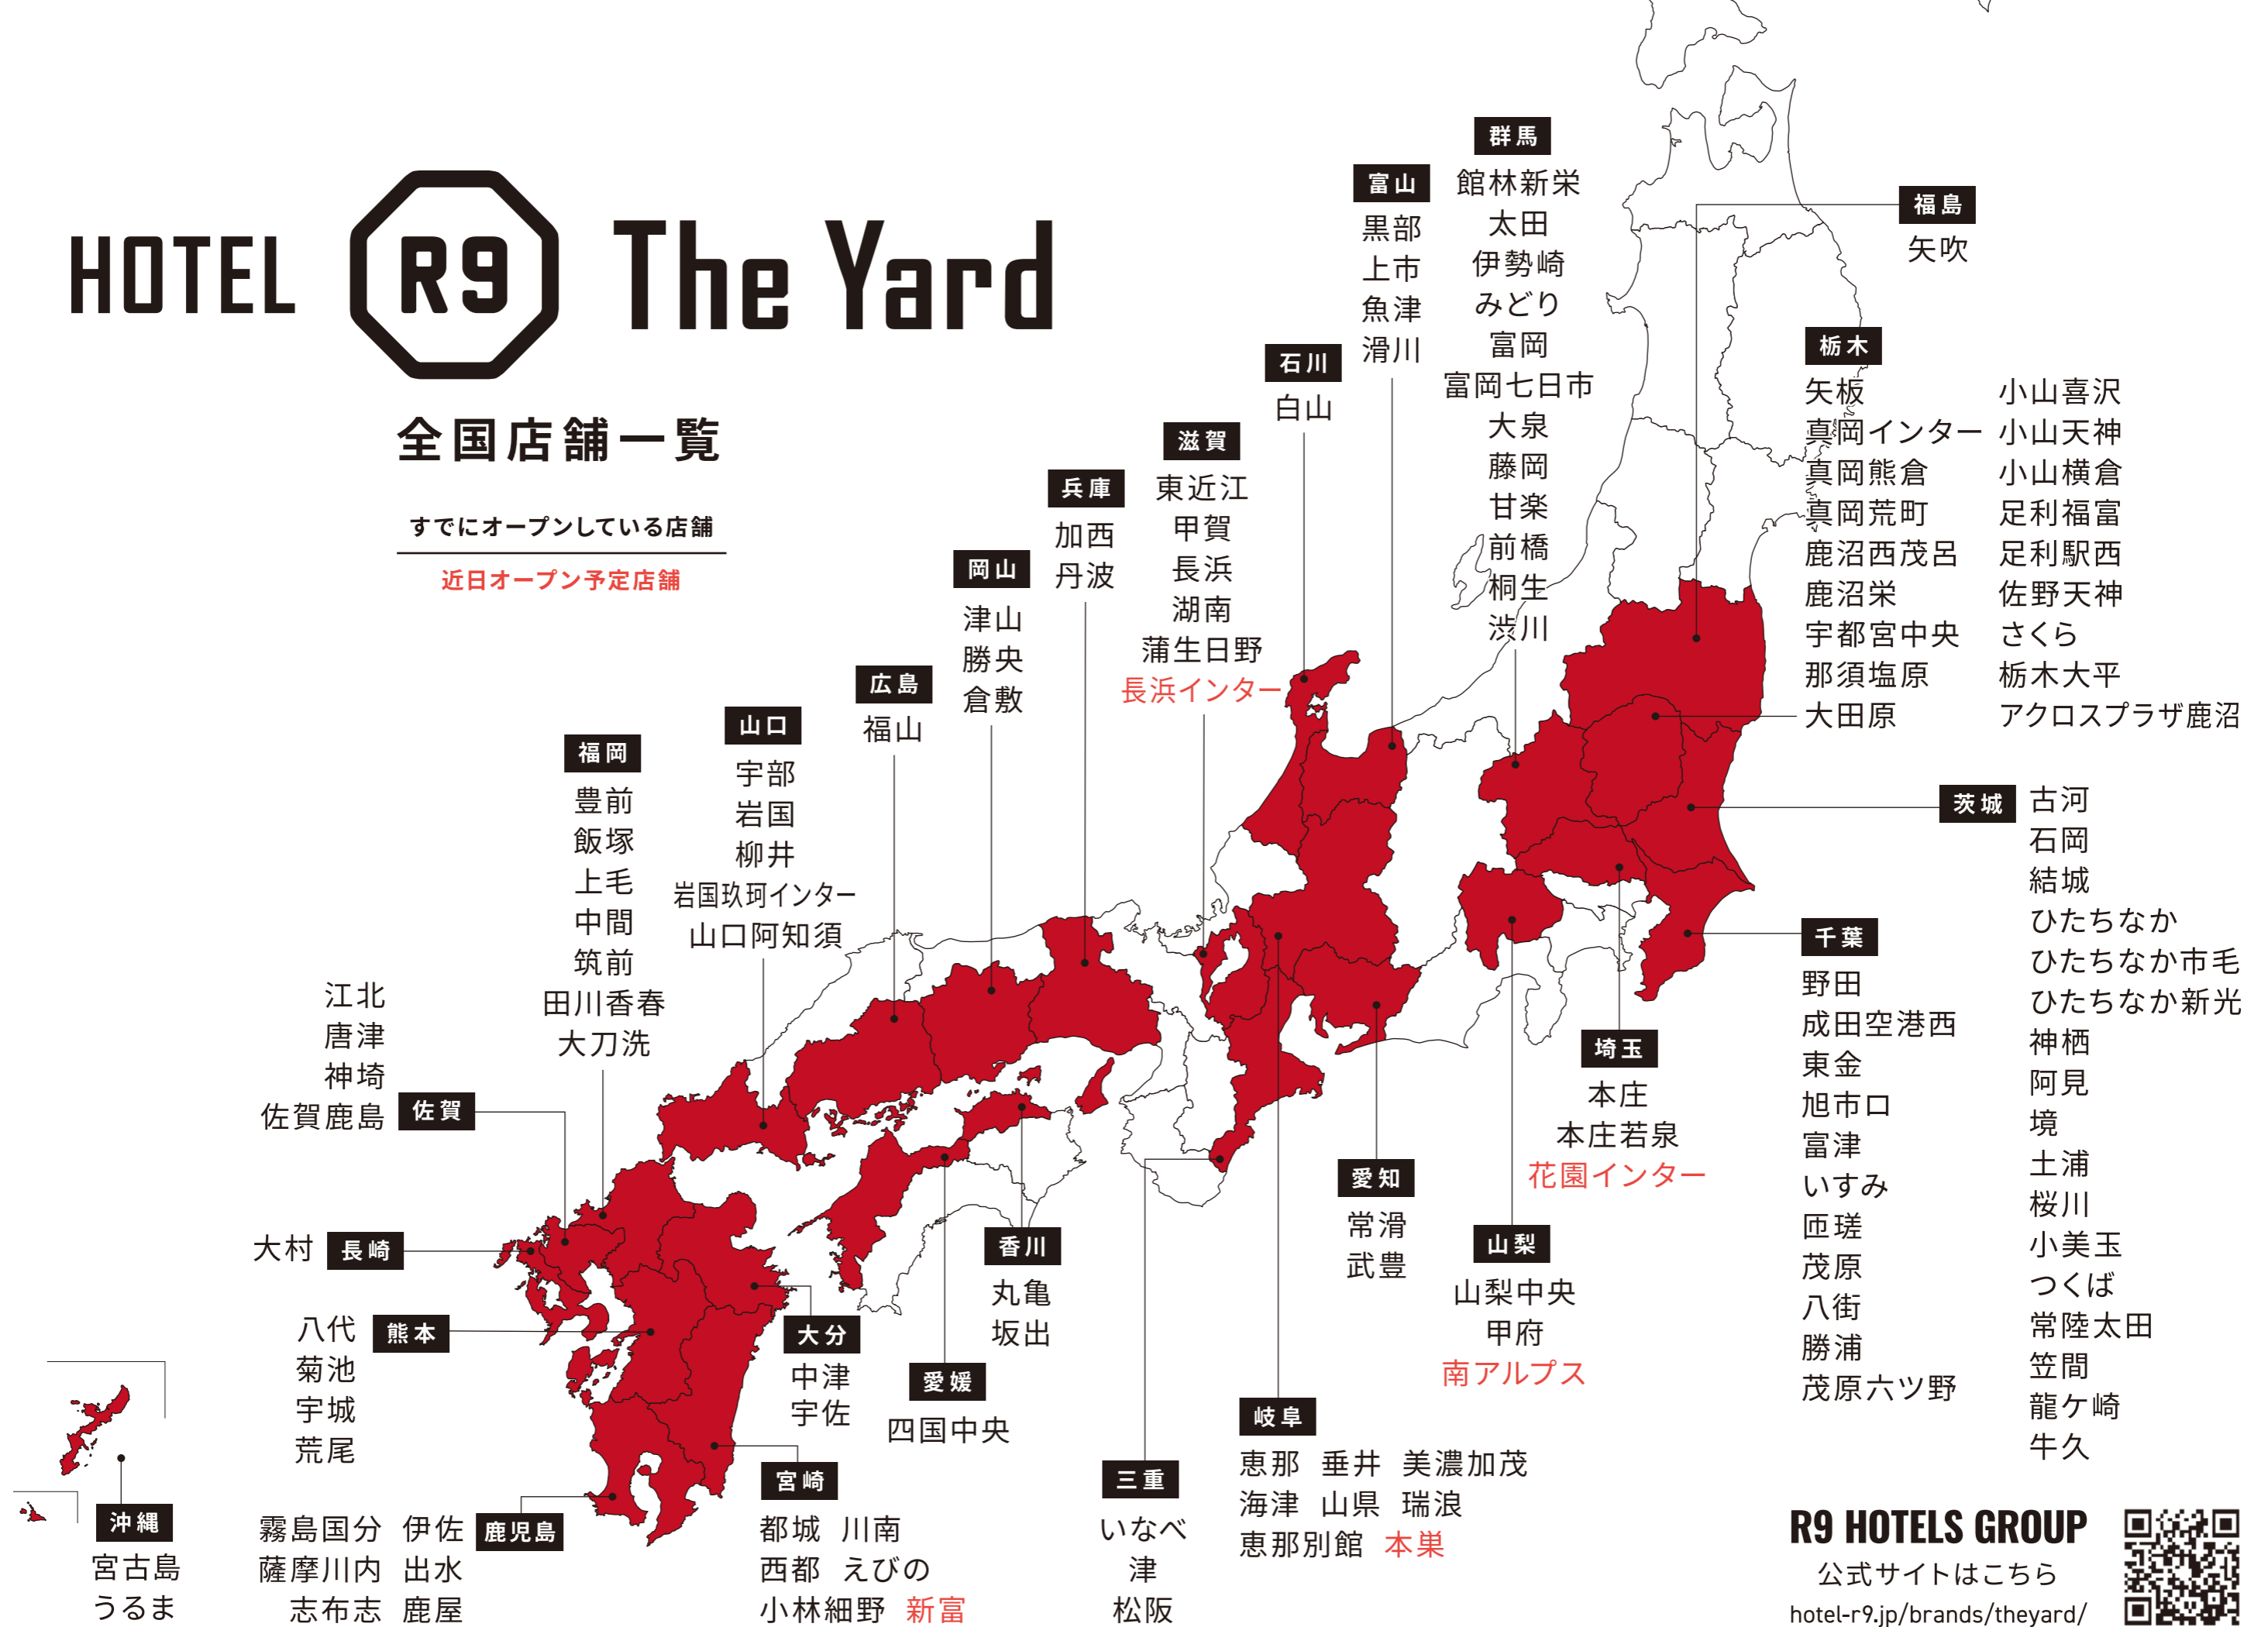 HOTEL R9 The Yard
全国店舗一覧
すでにオープンしている店舗
近日オープン予定店舗
福島
矢吹
栃木
矢板 小山喜沢
真岡インター 小山天神
真岡熊倉 小山横倉
真岡荒町 足利福富
鹿沼西茂呂 足利駅西
鹿沼栄 佐野天神
宇都宮中央 さくら
那須塩原 栃木大平
大田原 アクロスプラザ鹿沼
群馬
館林新栄
太田
伊勢崎
みどり
富岡
富岡七日市
大泉
藤岡
甘楽
前橋
桐生
渋川
富山
黒部
上市
魚津
滑川
石川
白山
滋賀
東近江
甲賀
長浜
湖南
蒲生日野
長浜インター
兵庫
加西
丹波
岡山
津山
勝央
倉敷
広島
福山
山口
宇部
岩国
柳井
岩国玖珂インター
山口阿知須
福岡
豊前
飯塚
上毛
中間
筑前
田川香春
大刀洗
佐賀
江北
唐津
神埼
佐賀鹿島
長崎
大村
熊本
八代
菊池
宇城
荒尾
大分
中津
宇佐
宮崎
都城 川南
西都 えびの
小林細野 新富
鹿児島
霧島国分 伊佐
薩摩川内 出水
志布志 鹿屋
沖縄
宮古島
うるま
香川
丸亀
坂出
愛媛
四国中央
三重
いなべ
津
松阪
岐阜
恵那 垂井 美濃加茂
海津 山県 瑞浪
恵那別館 本巣
愛知
常滑
武豊
山梨
山梨中央
甲府
南アルプス
埼玉
本庄
本庄若泉
花園インター
千葉
野田
成田空港西
東金
旭市口
富津
いすみ
匝瑳
茂原
八街
勝浦
茂原六ツ野
茨城
古河
石岡
結城
ひたちなか
ひたちなか市毛
ひたちなか新光
神栖
阿見
境
土浦
桜川
小美玉
つくば
常陸太田
笠間
龍ケ崎
牛久
R9 HOTELS GROUP
公式サイトはこちら
hotel-r9.jp/brands/theyard/